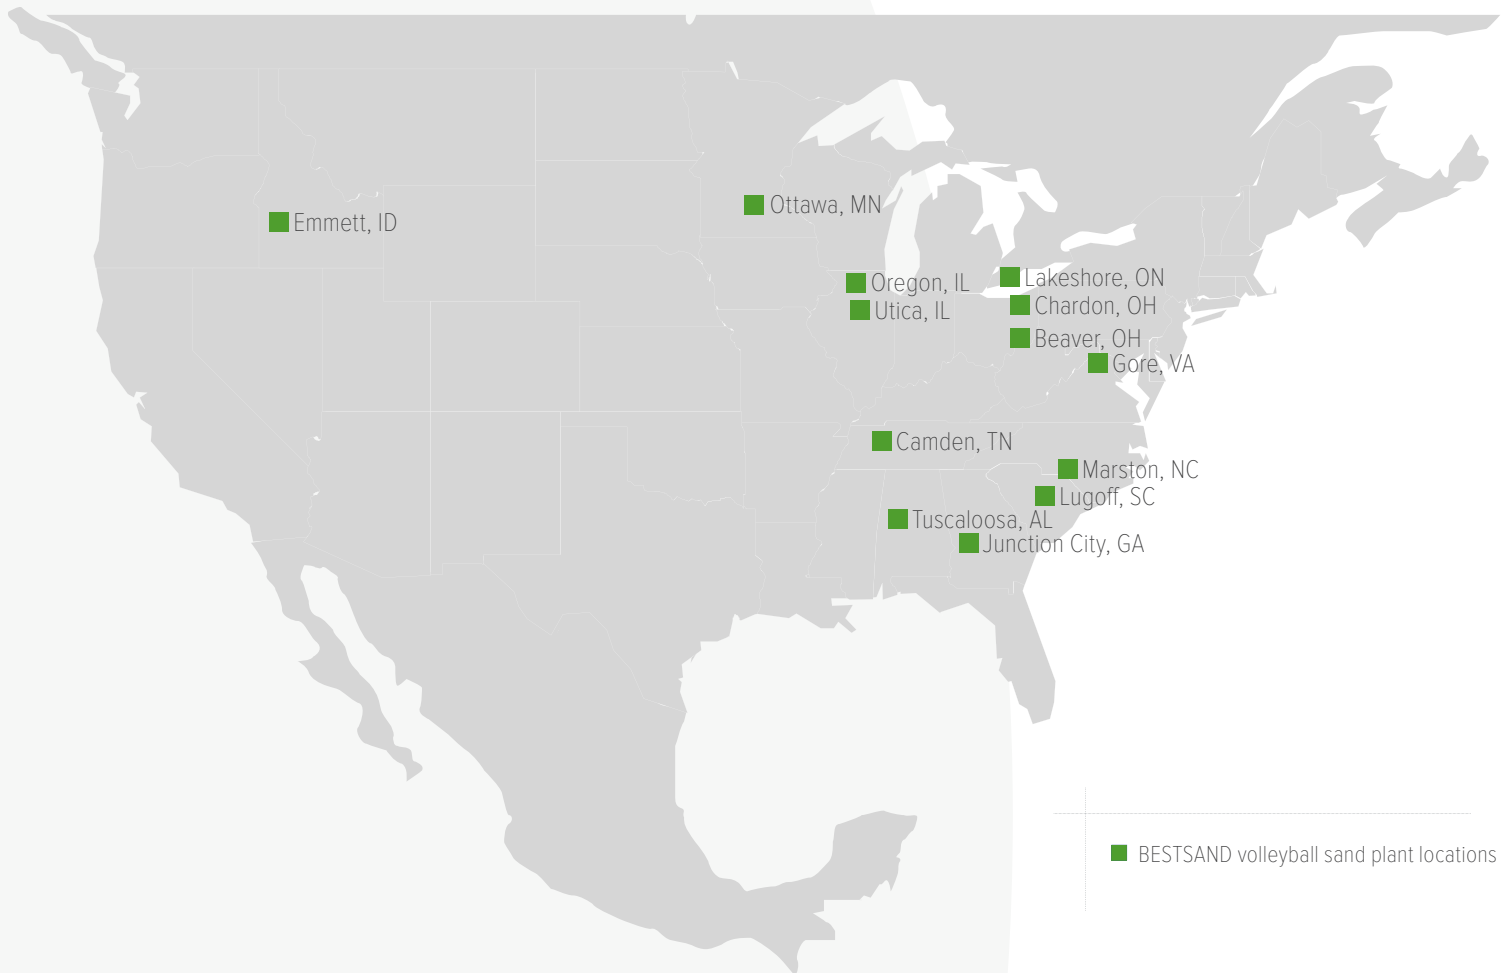 Ottawa, MN
Emmett, ID
Oregon, IL
Lakeshore, ON
Utica, IL
Chardon, OH
Beaver, OH
Gore, VA
Camden, TN
Marston, NC
Lugoff, SC
Tuscaloosa, AL
Junction City, GA
BESTSAND volleyball sand plant locations